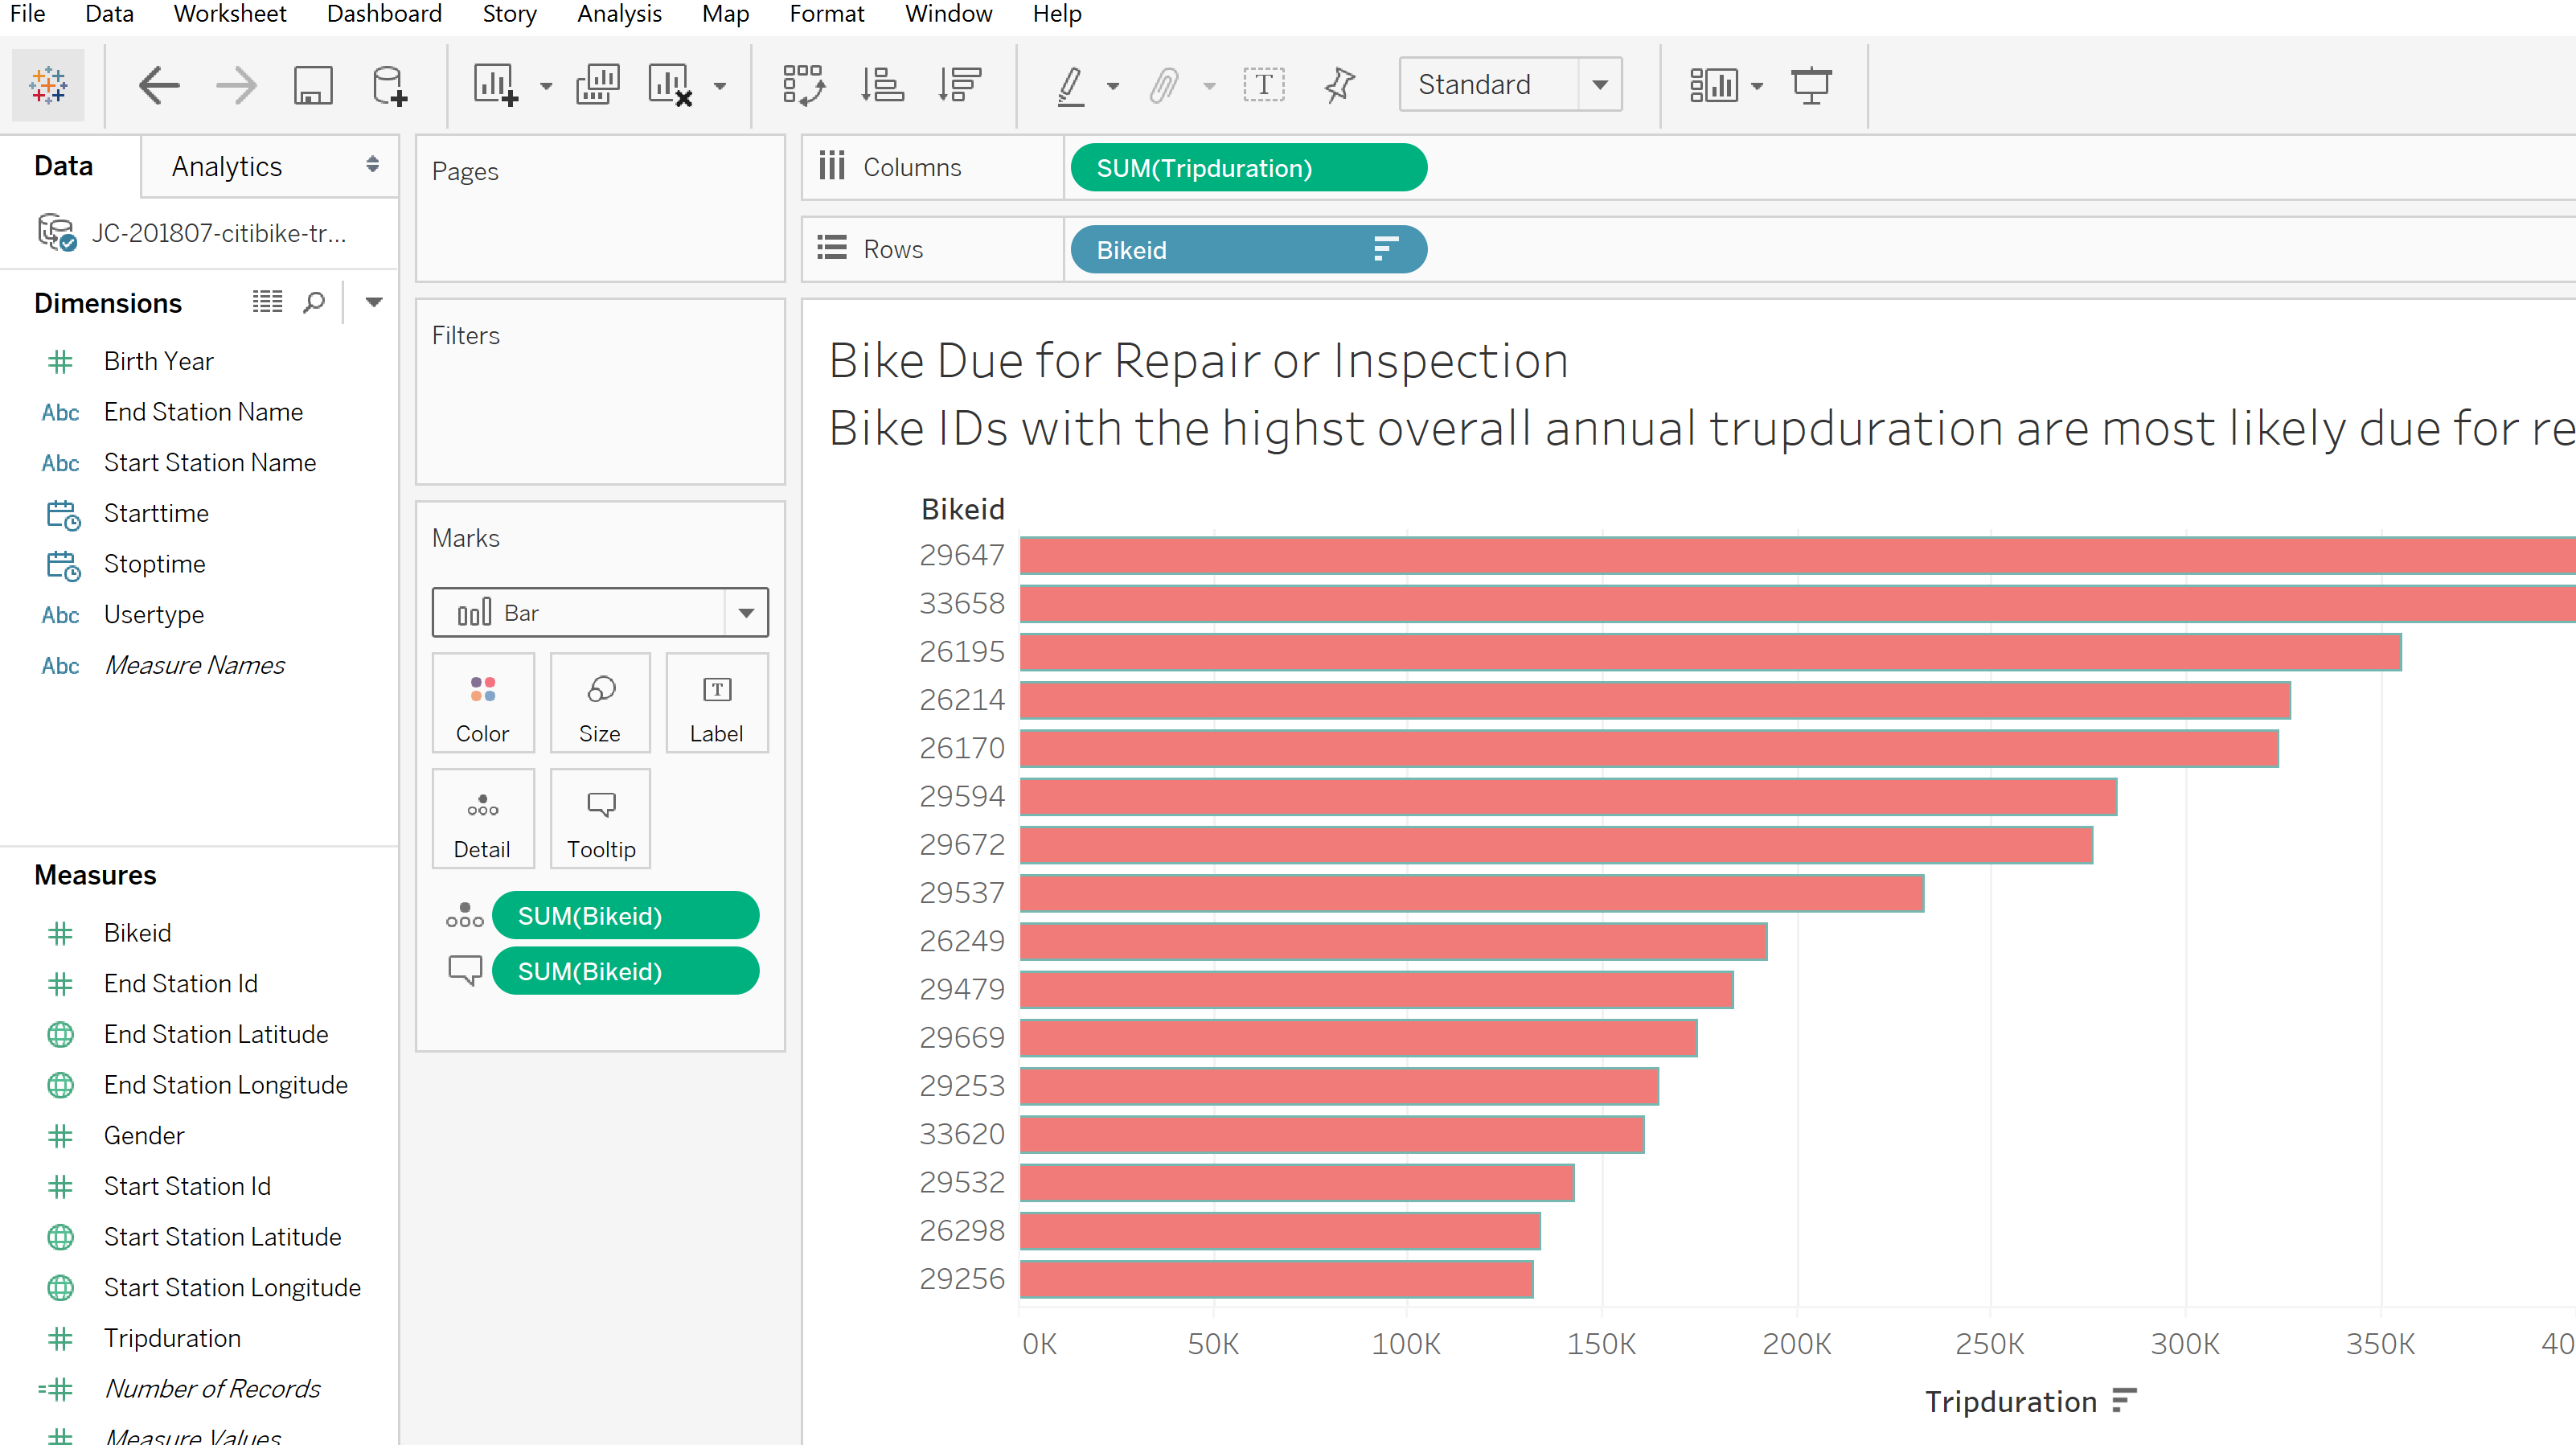 File Data Worksheet Dashboard Story Analysis Map Format Window Help
Standard
Data Analytics
JC-201807-citibike-tr...
Dimensions
Birth Year
Abc End Station Name
Abc Start Station Name
Starttime
Stoptime
Abc Usertype
Abc Measure Names
Measures
Bikeid
End Station Id
End Station Latitude
End Station Longitude
Gender
Start Station Id
Start Station Latitude
Start Station Longitude
Tripduration
Number of Records
Measure Values
Pages
Filters
Marks
Bar
Color Size Label
Detail Tooltip
SUM(Bikeid)
SUM(Bikeid)
Columns SUM(Tripduration)
Rows Bikeid
Bike Due for Repair or Inspection
Bike IDs with the highst overall annual trupduration are most likely due for re
Bikeid
29647
33658
26195
26214
26170
29594
29672
29537
26249
29479
29669
29253
33620
29532
26298
29256
0K 50K 100K 150K 200K 250K 300K 350K 40
Tripduration